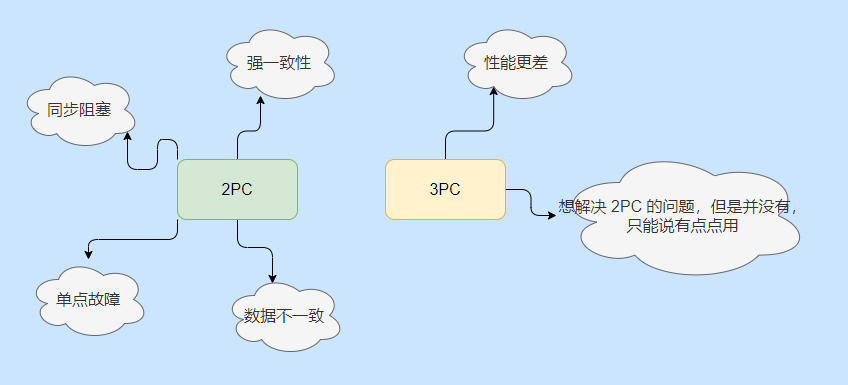 强一致性
性能更差
同步阻塞
2PC
3PC
想解决 2PC 的问题，但是并没有，
只能说有点点用
单点故障
数据不一致